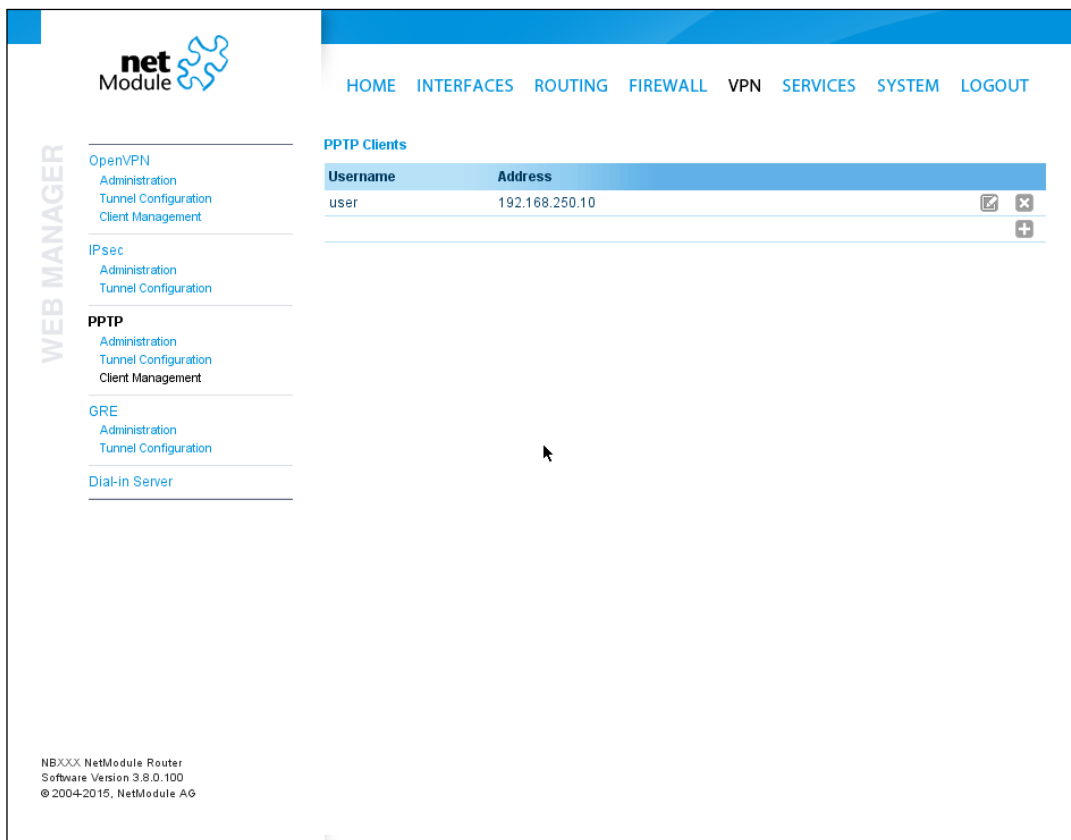 net
Module
HOME INTERFACES ROUTING FIREWALL VPN SERVICES SYSTEM LOGOUT
WEB MANAGER
OpenVPN
Administration
Tunnel Configuration
Client Management
IPsec
Administration
Tunnel Configuration
PPTP
Administration
Tunnel Configuration
Client Management
GRE
Administration
Tunnel Configuration
Dial-in Server
PPTP Clients
Username Address
user 192.168.250.10
NBXXX NetModule Router
Software Version 3.8.0.100
© 2004-2015, NetModule AG